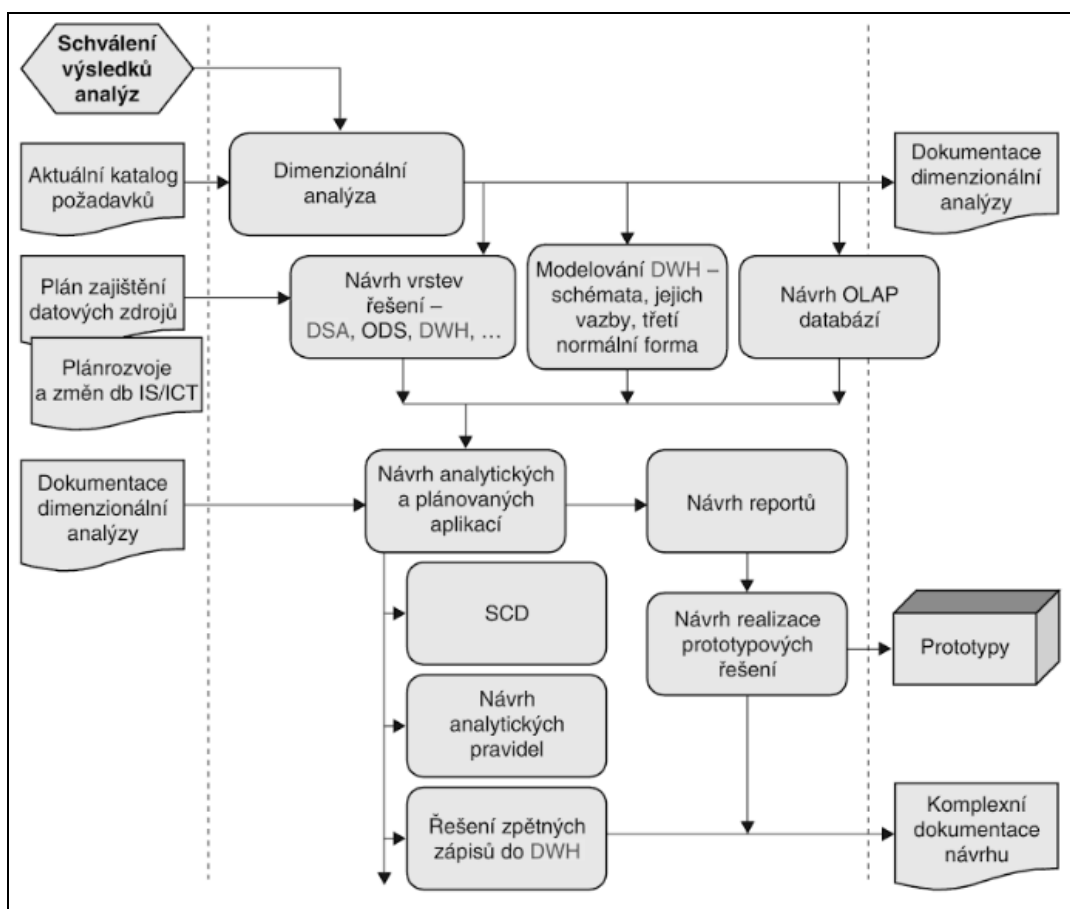 Schválení
výsledků
analýz
Aktuální katalog
požadavků
Dimenzionální
analýza
Dokumentace
dimenzionální
analýzy
Plán zajištění
datových zdrojů
Plánrozvoje
a změn db IS/ICT
Návrh vrstev
řešení –
DSA, ODS, DWH, ...
Modelování DWH –
schémata, jejich
vazby, třetí
normální forma
Návrh OLAP
databází
Dokumentace
dimenzionální
analýzy
Návrh analytických
a plánovaných
aplikací
Návrh reportů
SCD
Návrh realizace
prototypových
řešení
Prototypy
Návrh
analytických
pravidel
Řešení zpětných
zápisů do DWH
Komplexní
dokumentace
návrhu